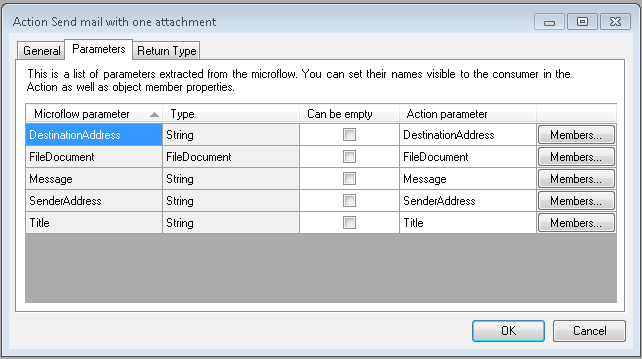 Action Send mail with one attachment
General Parameters Return Type
This is a list of parameters extracted from the microflow. You can set their names visible to the consumer in the
Action as well as object member properties.
Microflow parameter Type Can be empty Action parameter
DestinationAddress String DestinationAddress Members...
FileDocument FileDocument FileDocument Members...
Message String Message Members...
SenderAddress String SenderAddress Members...
Title String Title Members...
OK Cancel